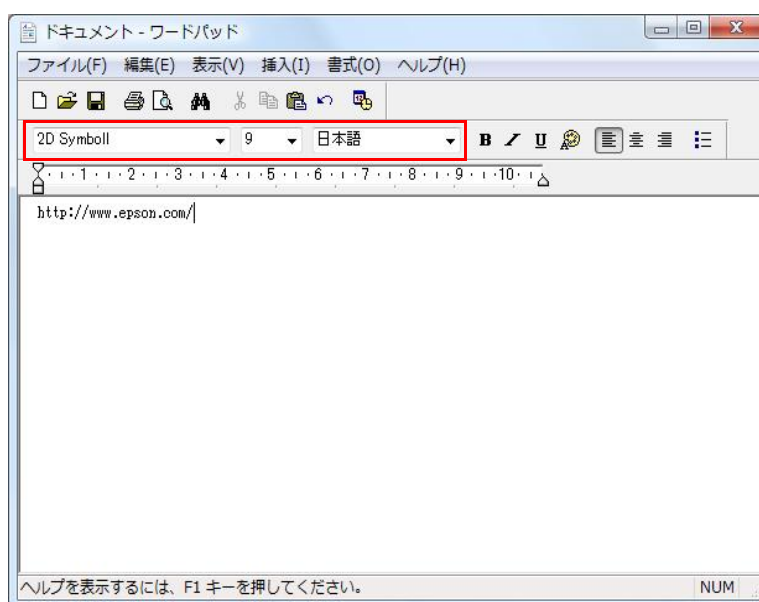 ドキュメント - ワードパッド
ファイル(F) 編集(E) 表示(V) 挿入(I) 書式(O) ヘルプ(H)
2D Symboll 9 日本語 B U
1 2 3 4 5 6 7 8 9 10
http://www.epson.com/
ヘルプを表示するには、F1 キーを押してください。 NUM